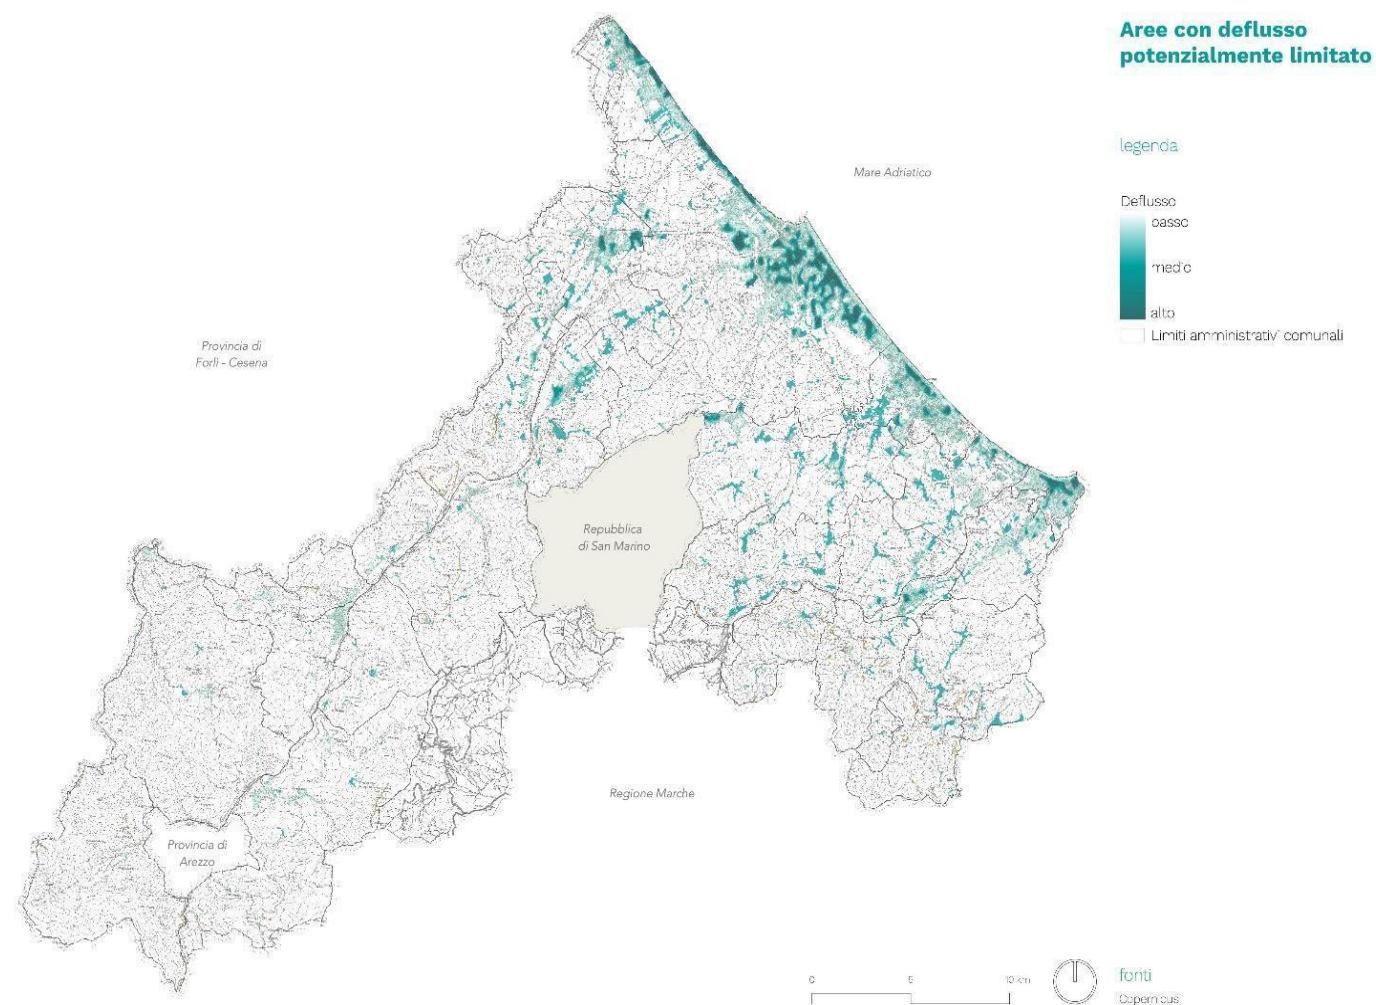 Aree con deflusso
potenzialmente limitato
legenda
Mare Adriatico
Deflusso
basso
medio
alto
Limiti amministrativi comunali
Provincia di
Forlì - Cesena
Repubblica
di San Marino
Regione Marche
Provincia di
Arezzo
0 5 10 km
fonti
Copernicus